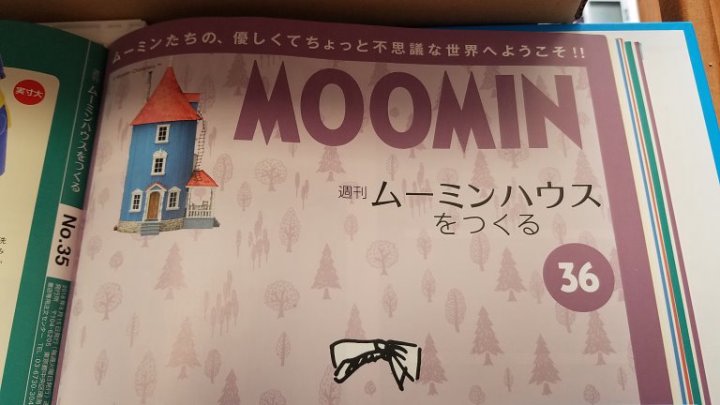 ムーミンたちの、優しくてちょっと不思議な世界へようこそ!!
MOOMIN
週刊 ムーミンハウス
をつくる
36
実寸大
ムーミンハウスをつくる
No.35